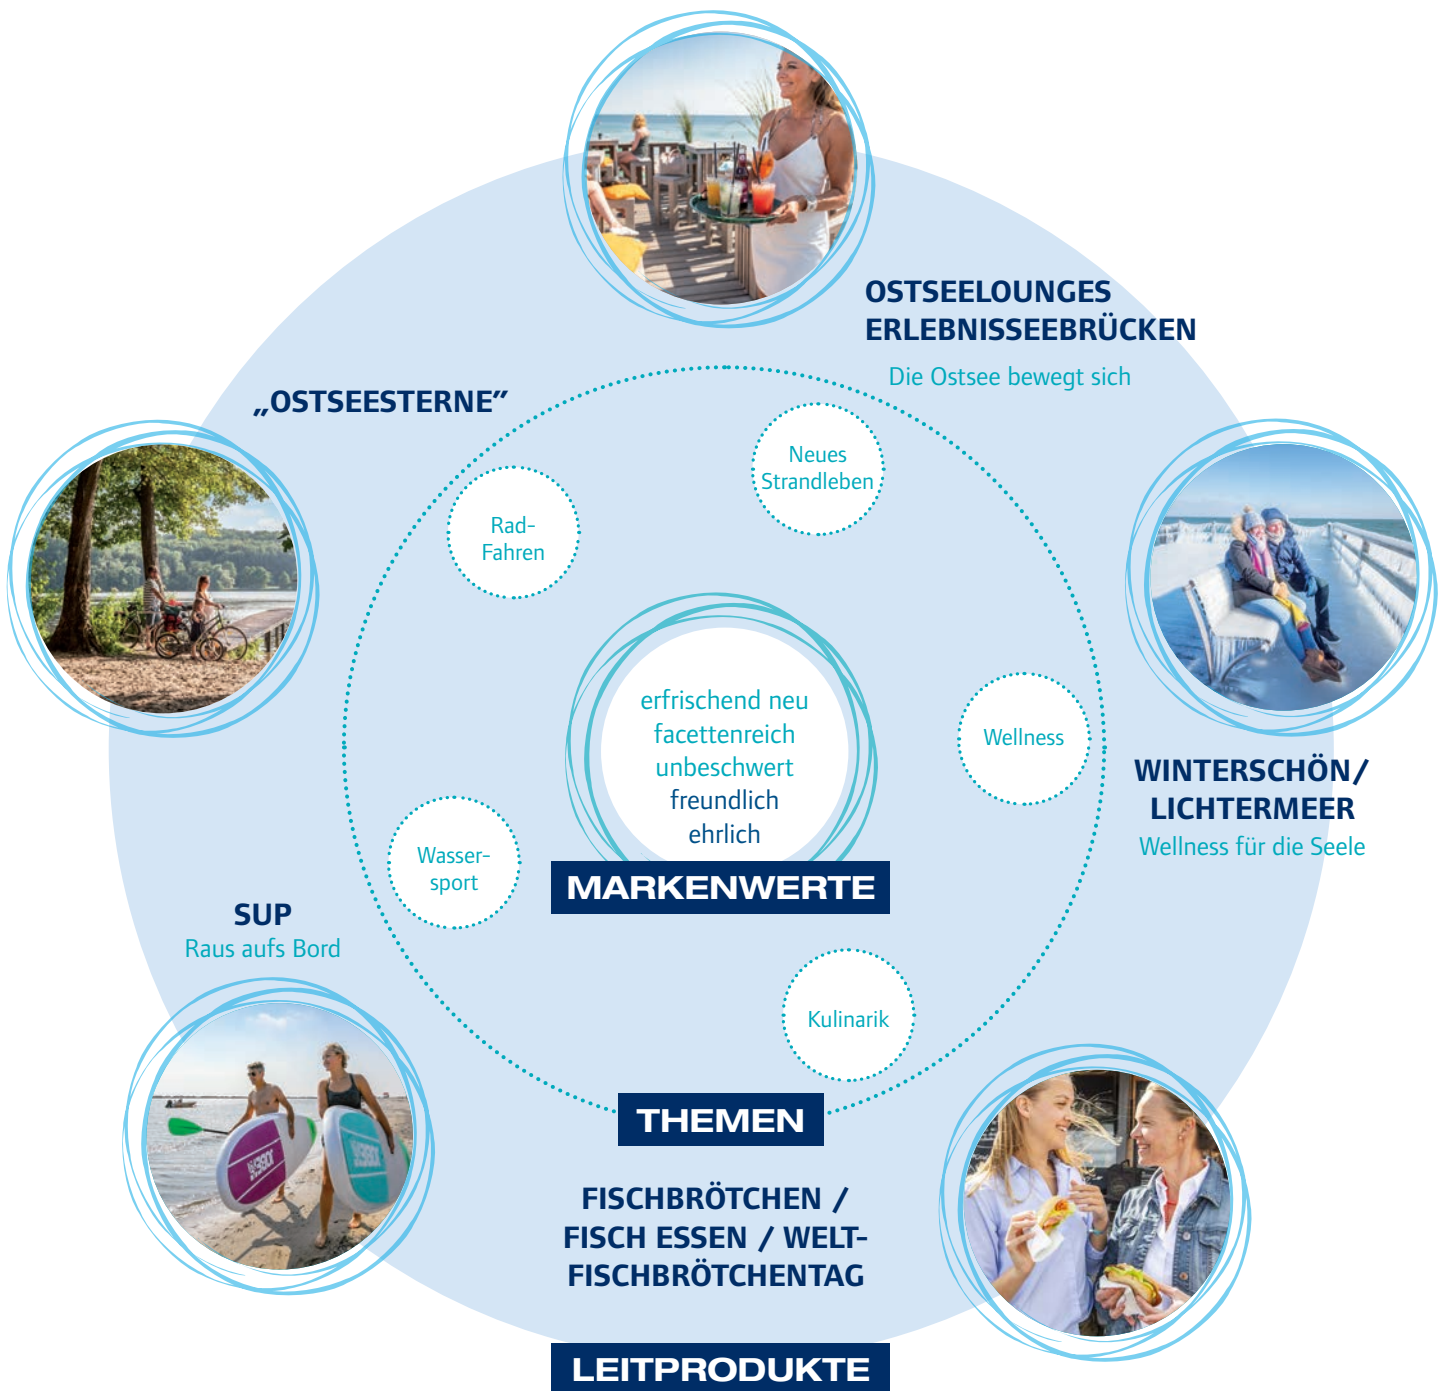 OSTSEELOUNGES
ERLEBNISSEEBRÜCKEN
Die Ostsee bewegt sich
„OSTSEESTERNE”
Neues
Strandleben
Rad-
Fahren
erfrischend neu
facettenreich
unbeschwert
freundlich
ehrlich
MARKENWERTE
Wellness
WINTERSCHÖN/
LICHTERMEER
Wellness für die Seele
Wasser-
sport
SUP
Raus aufs Bord
Kulinarik
THEMEN
JOBE
JOBE
FISCHBRÖTCHEN /
FISCH ESSEN / WELT-
FISCHBRÖTCHENTAG
LEITPRODUKTE